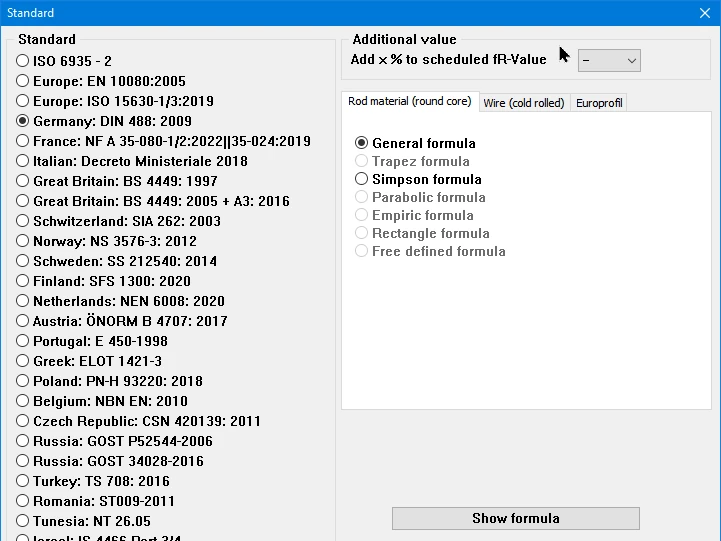 Standard
Standard
ISO 6935 - 2
Europe: EN 10080:2005
Europe: ISO 15630-1/3:2019
Germany: DIN 488: 2009
France: NF A 35-080-1/2:2022||35-024:2019
Italian: Decreto Ministeriale 2018
Great Britain: BS 4449: 1997
Great Britain: BS 4449: 2005 + A3: 2016
Schwitzerland: SIA 262: 2003
Norway: NS 3576-3: 2012
Schweden: SS 212540: 2014
Finland: SFS 1300: 2020
Netherlands: NEN 6008: 2020
Austria: ÖNORM B 4707: 2017
Portugal: E 450-1998
Greek: ELOT 1421-3
Poland: PN-H 93220: 2018
Belgium: NBN EN: 2010
Czech Republic: CSN 420139: 2011
Russia: GOST P52544-2006
Russia: GOST 34028-2016
Turkey: TS 708: 2016
Romania: ST009-2011
Tunesia: NT 26.05
Israel: IS 4466 Part 3/4
Additional value
Add x % to scheduled fR-Value
–
Rod material (round core) Wire (cold rolled) Europrofil
General formula
Trapez formula
Simpson formula
Parabolic formula
Empiric formula
Rectangle formula
Free defined formula
Show formula